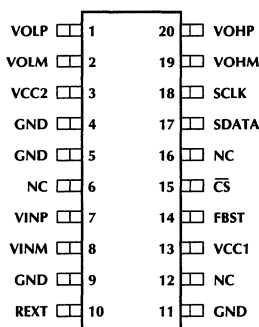 VOLP 1 20 VOHP
VOLM 2 19 VOHM
VCC2 3 18 SCLK
GND 4 17 SDATA
GND 5 16 NC
NC 6 15 C̅S̅
VINP 7 14 FBST
VINM 8 13 VCC1
GND 9 12 NC
REXT 10 11 GND